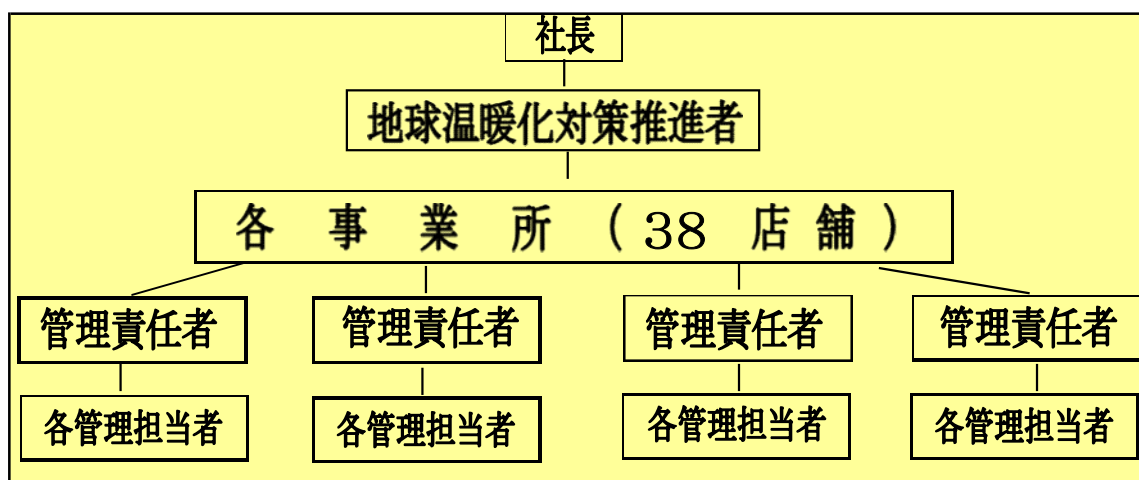 社長
地球温暖化対策推進者
各事業所（38店舗）
管理責任者 管理責任者 管理責任者 管理責任者
各管理担当者 各管理担当者 各管理担当者 各管理担当者